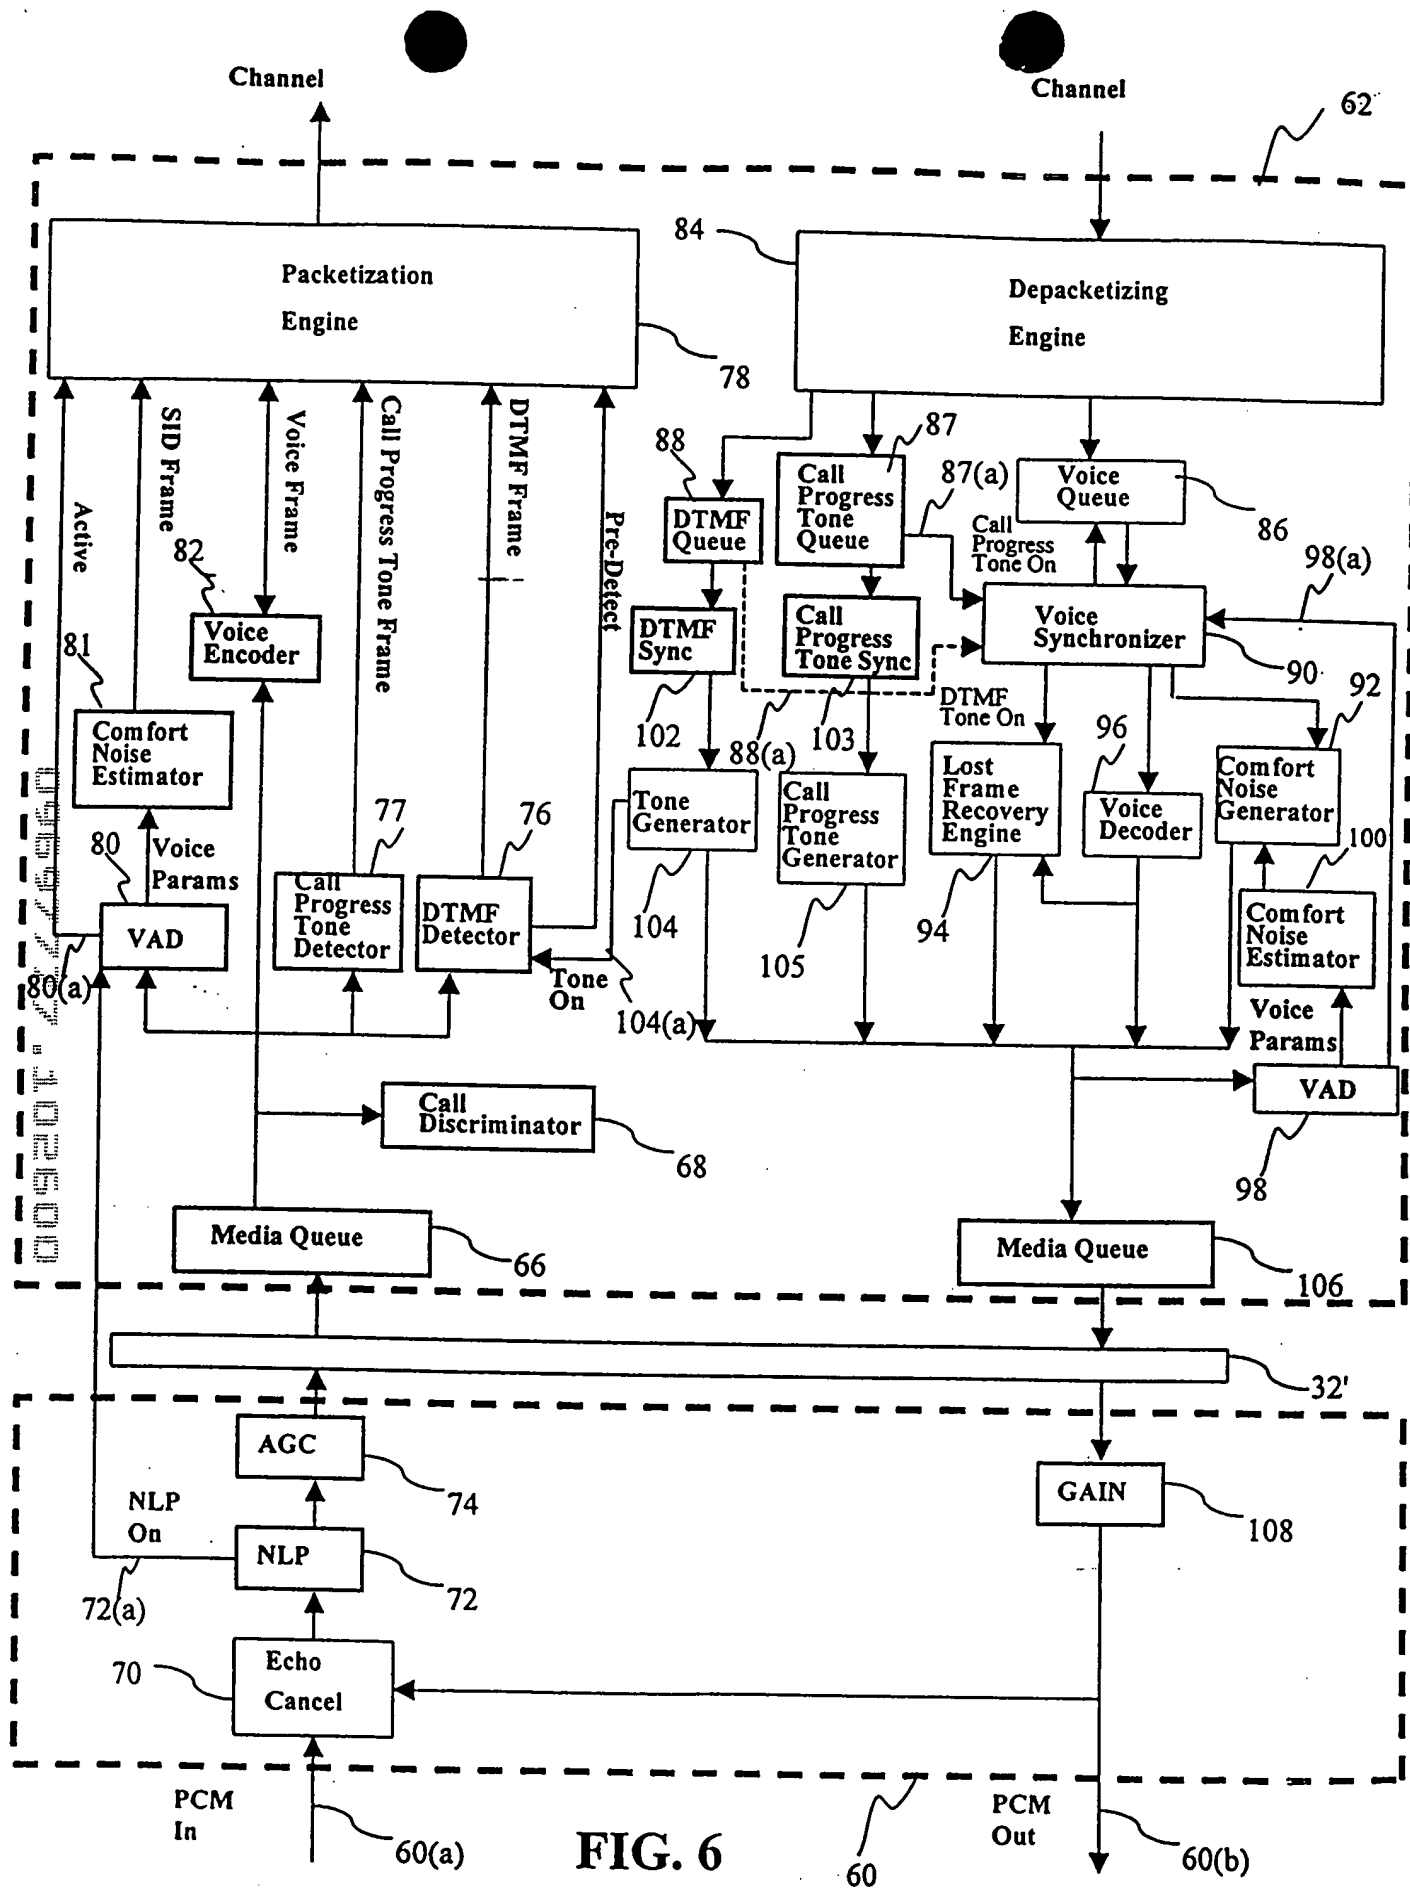 Channel
Channel
62
84
Packetization
Engine
Depacketizing
Engine
78
Active
SID Frame
Voice Frame
Call Progress Tone Frame
DTMF Frame
Pre-Detect
88
87
87(a)
DTMF
Queue
Call
Progress
Tone
Queue
Voice
Queue
86
Call
Progress
Tone On
98(a)
82
Voice
Encoder
81
DTMF
Sync
Call
Progress
Tone Sync
Voice
Synchronizer
90
92
102
88(a)
103
DTMF
Tone On
96
Comfort
Noise
Estimator
Tone
Generator
Call
Progress
Tone
Generator
Lost
Frame
Recovery
Engine
Voice
Decoder
Comfort
Noise
Generator
77
76
80
Voice
Params
100
VAD
Call
Progress
Tone
Detector
DTMF
Detector
104
105
94
Comfort
Noise
Estimator
80(a)
Tone
On
104(a)
Voice
Params
VAD
Call
Discriminator
68
98
Media Queue
66
Media Queue
106
32'
AGC
74
GAIN
108
NLP
On
NLP
72
72(a)
70
Echo
Cancel
PCM
In
60(a)
FIG. 6
60
PCM
Out
60(b)